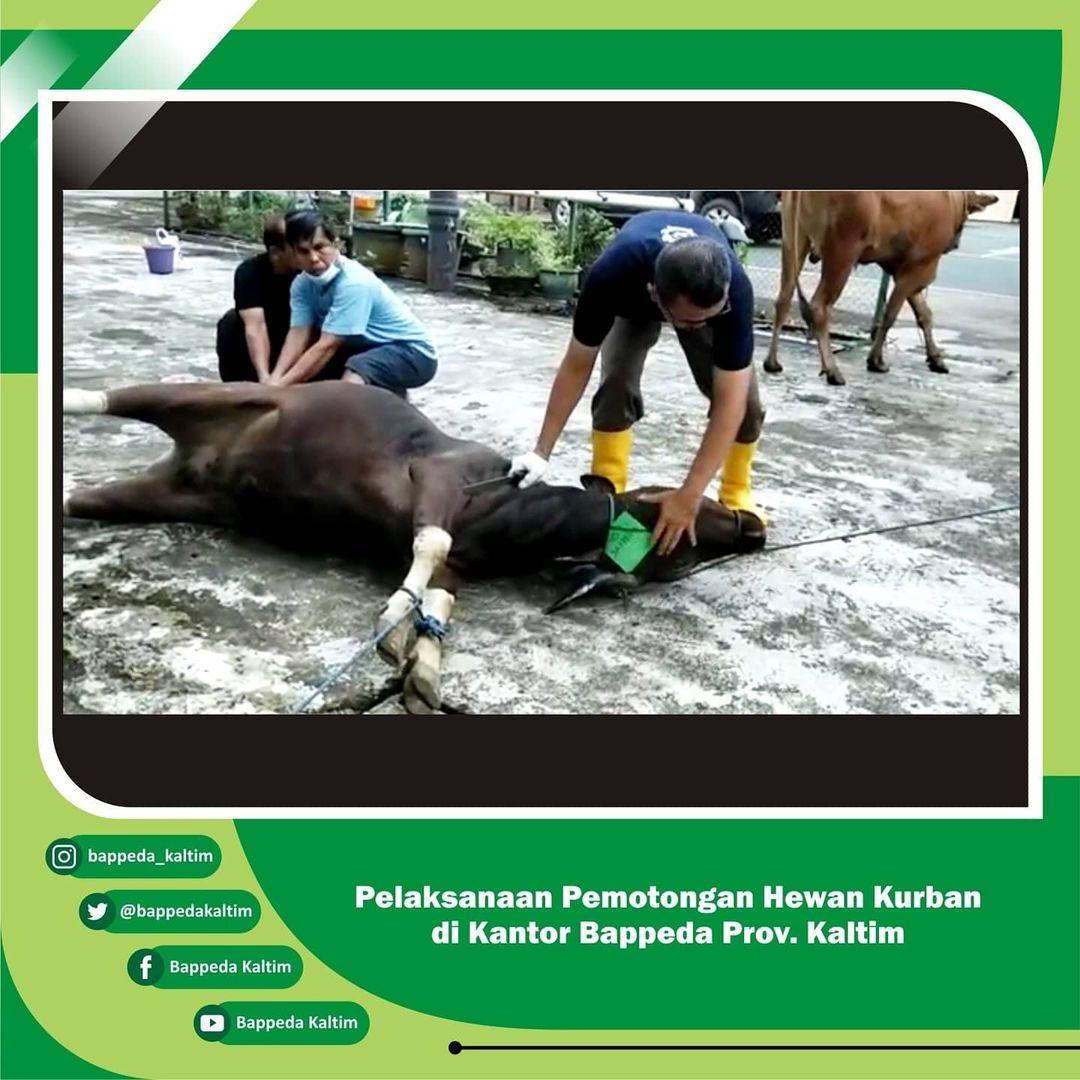 bappeda_kaltim
@bappedakaltim
Bappeda Kaltim
Bappeda Kaltim
Pelaksanaan Pemotongan Hewan Kurban
di Kantor Bappeda Prov. Kaltim